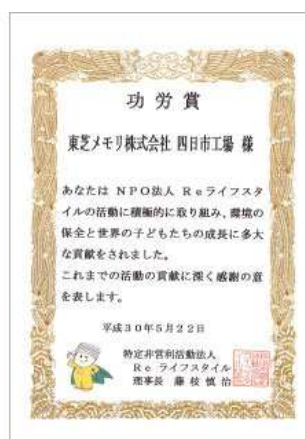 功労賞
東芝メモリ株式会社 四日市工場 様
あなたは NPO法人 Reライフスタ
イルの活動に積極的に取り組み、環境の
保全と世界の子どもたちの成長に多大
な貢献をされました。
これまでの活動の貢献に深く感謝の意
を表します。
平成30年5月22日
特定非営利活動法人
Re ライフスタイル
理事長 藤枝慎治